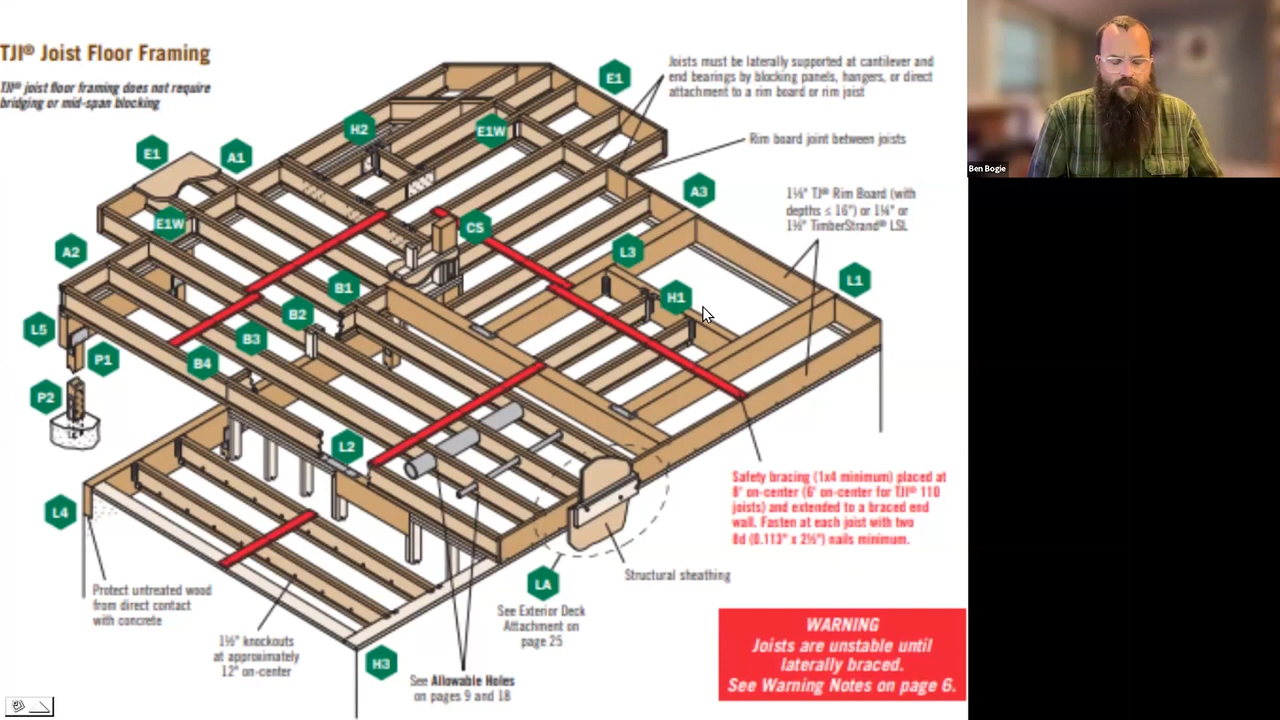 TJI® Joist Floor Framing
TJI® joist floor framing does not require
bridging or mid-span blocking
Joists must be laterally supported at cantilever and
end bearings by blocking panels, hangers, or direct
attachment to a rim board or rim joist
Rim board joint between joists
1⅛" TJ® Rim Board (with
depths ≤ 16") or 1¼" or
1½" TimberStrand® LSL
E1
H2
E1W
E1
A1
A3
E1W
CS
A2
L3
L1
B1
H1
B2
L5
B3
P1
B4
P2
L2
L4
LA
H3
Safety bracing (1x4 minimum) placed at
8' on-center (6' on-center for TJI® 110
joists) and extended to a braced end
wall. Fasten at each joist with two
8d (0.113" x 2½") nails minimum.
Structural sheathing
See Exterior Deck
Attachment on
page 25
Protect untreated wood
from direct contact
with concrete
1½" knockouts
at approximately
12" on-center
See Allowable Holes
on pages 9 and 18
WARNING
Joists are unstable until
laterally braced.
See Warning Notes on page 6.
Ben Bogie